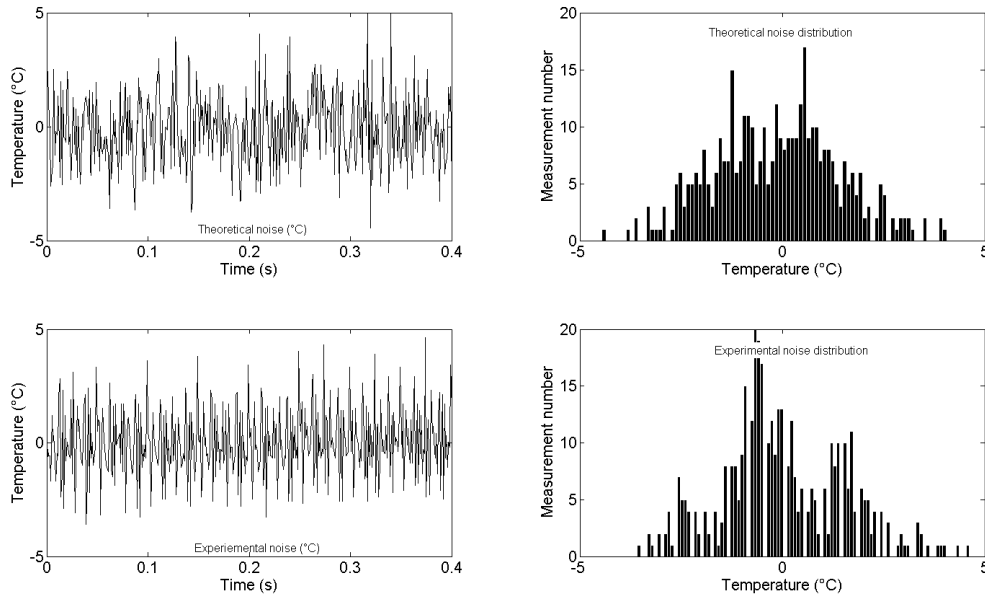 5
0
-5
Temperature (°C)
Theoretical noise (°C)
0 0.1 0.2 0.3 0.4
Time (s)
20
15
10
5
0
Measurement number
Theoretical noise distribution
-5 0 5
Temperature (°C)
5
0
-5
Temperature (°C)
Experiemental noise (°C)
0 0.1 0.2 0.3 0.4
Time (s)
20
15
10
5
0
Measurement number
Experimental noise distribution
-5 0 5
Temperature (°C)